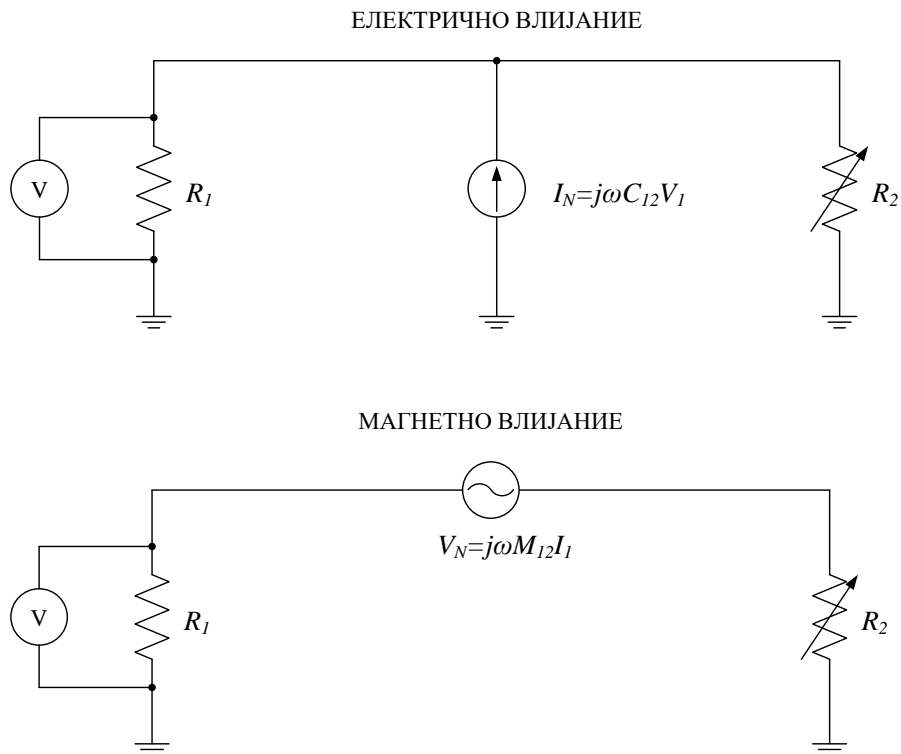 ЕЛЕКТРИЧНО ВЛИЈАНИЕ
V
R1
IN=jωC12V1
R2
МАГНЕТНО ВЛИЈАНИЕ
VN=jωM12I1
V
R1
R2